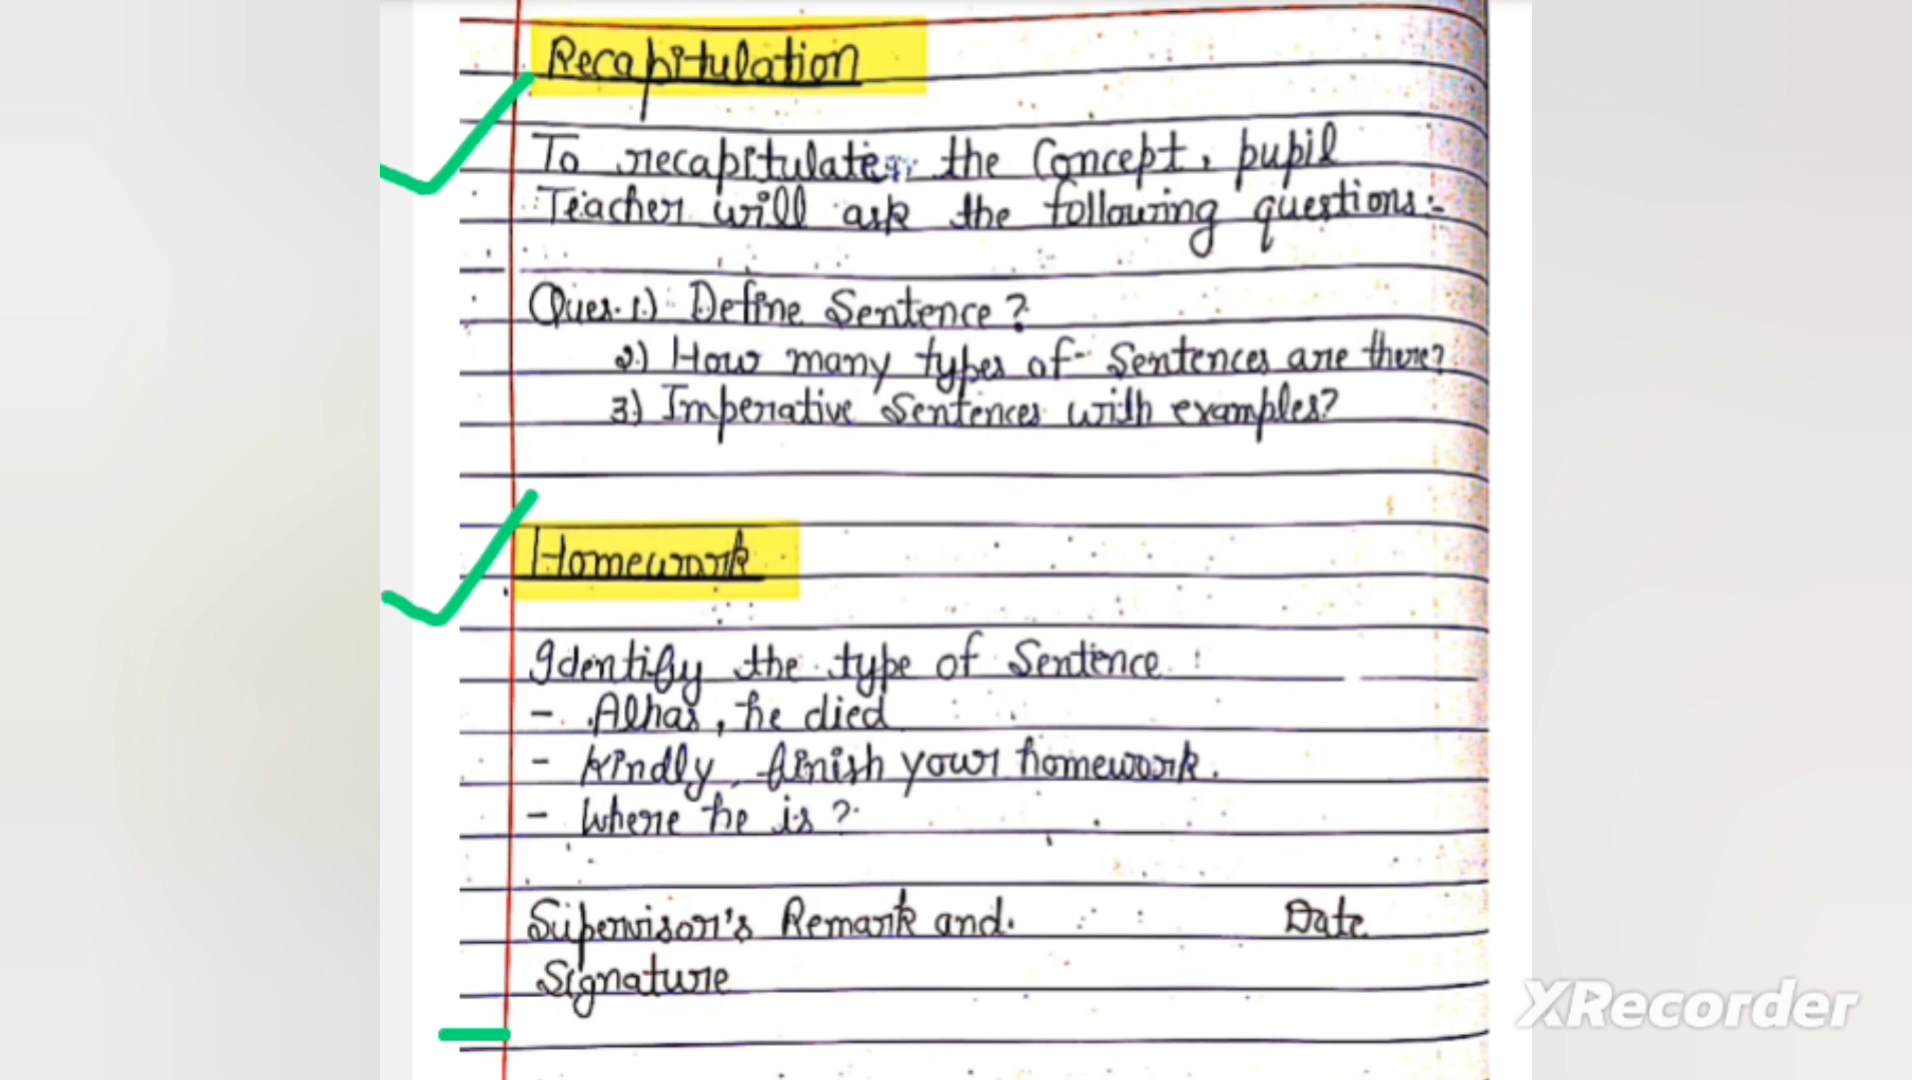 Recapitulation
To recapitulate, the Concept, pupil
Teacher will ask the following questions:-
Ques. 1.) Define Sentence?
2.) How many types of Sentences are there?
3.) Imperative Sentences with examples?
Homework
Identify the type of Sentence :
- Alhas, he died
- Kindly, finish your homework.
- Where he is?
Supervisor's Remark and Date
Signature
XRecorder